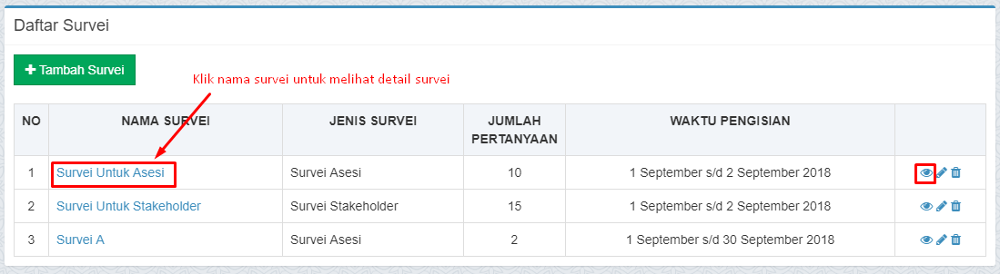 Daftar Survei
Tambah Survei
Klik nama survei untuk melihat detail survei
NO NAMA SURVEI JENIS SURVEI JUMLAH PERTANYAAN WAKTU PENGISIAN
1 Survei Untuk Asesi Survei Asesi 10 1 September s/d 2 September 2018
2 Survei Untuk Stakeholder Survei Stakeholder 15 1 September s/d 2 September 2018
3 Survei A Survei Asesi 2 1 September s/d 30 September 2018